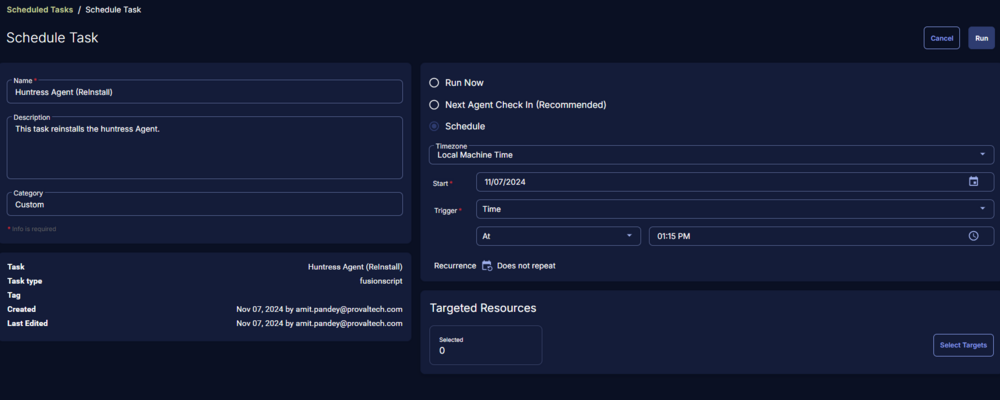 Scheduled Tasks / Schedule Task
Schedule Task
Cancel
Run
Name *
Huntress Agent (ReInstall)
Description
This task reinstalls the huntress Agent.
Category
Custom
* Info is required
Task Huntress Agent (ReInstall)
Task type fusionscript
Tag
Created Nov 07, 2024 by amit.pandey@provaltech.com
Last Edited Nov 07, 2024 by amit.pandey@provaltech.com
Run Now
Next Agent Check In (Recommended)
Schedule
Timezone
Local Machine Time
Start * 11/07/2024
Trigger * Time
At 01:15 PM
Recurrence Does not repeat
Targeted Resources
Selected
0
Select Targets